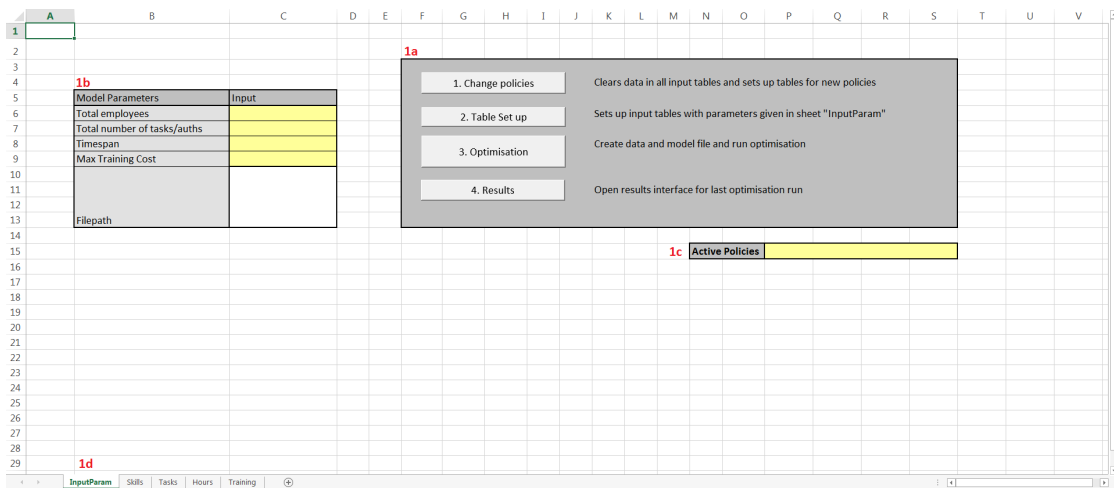 A B C D E F G H I J K L M N O P Q R S T U V
1
2 1a
3
4 1b 1. Change policies Clears data in all input tables and sets up tables for new policies
5 Model Parameters Input
6 Total employees 2. Table Set up Sets up input tables with parameters given in sheet "InputParam"
7 Total number of tasks/auths
8 Timespan 3. Optimisation Create data and model file and run optimisation
9 Max Training Cost
10
11 4. Results Open results interface for last optimisation run
12
13 Filepath
14
15 1c Active Policies
16
17
18
19
20
21
22
23
24
25
26
27
28
29 1d
InputParam Skills Tasks Hours Training